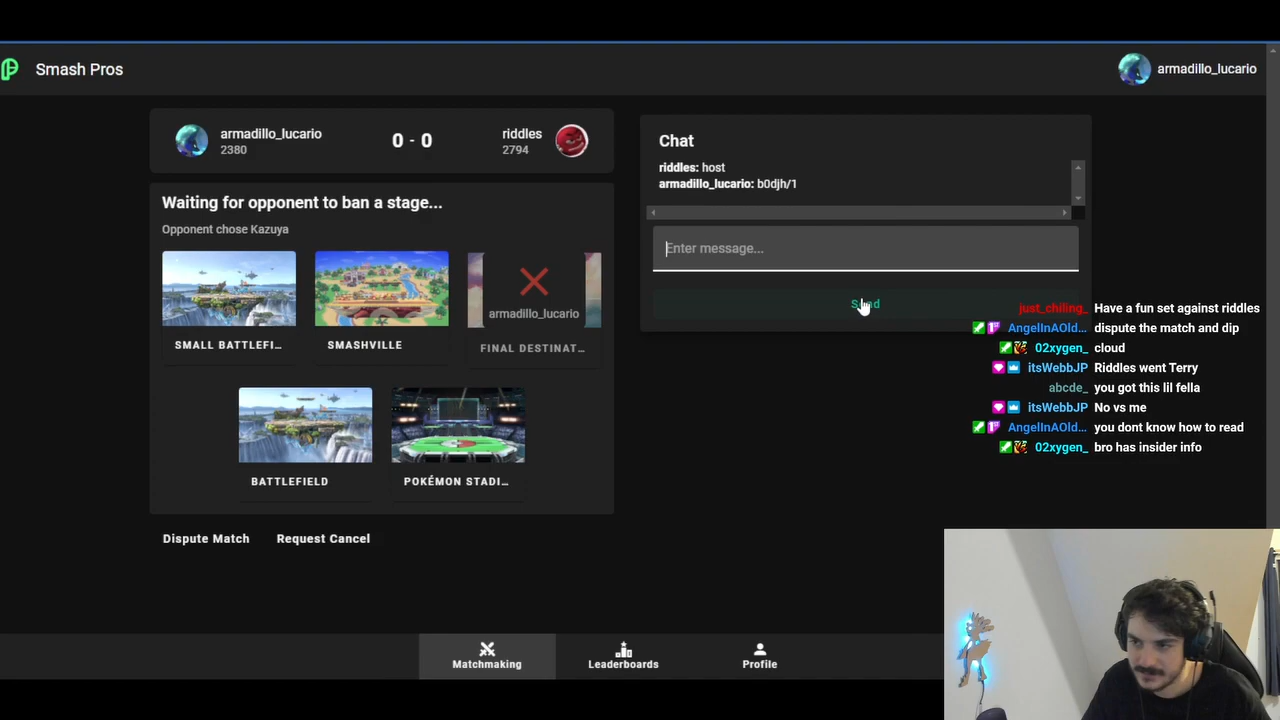 Smash Pros
armadillo_lucario
armadillo_lucario
2380
0 - 0
riddles
2794
Waiting for opponent to ban a stage...
Opponent chose Kazuya
armadillo_lucario
SMALL BATTLEFI...
SMASHVILLE
FINAL DESTINAT...
BATTLEFIELD
POKÉMON STADI...
Dispute Match
Request Cancel
Chat
riddles: host
armadillo_lucario: b0djh/1
Enter message...
Send
just_chiling_ Have a fun set against riddles
AngelInAOld... dispute the match and dip
02xygen_ cloud
itsWebbJP Riddles went Terry
abcde_ you got this lil fella
itsWebbJP No vs me
AngelInAOld... you dont know how to read
02xygen_ bro has insider info
Matchmaking
Leaderboards
Profile